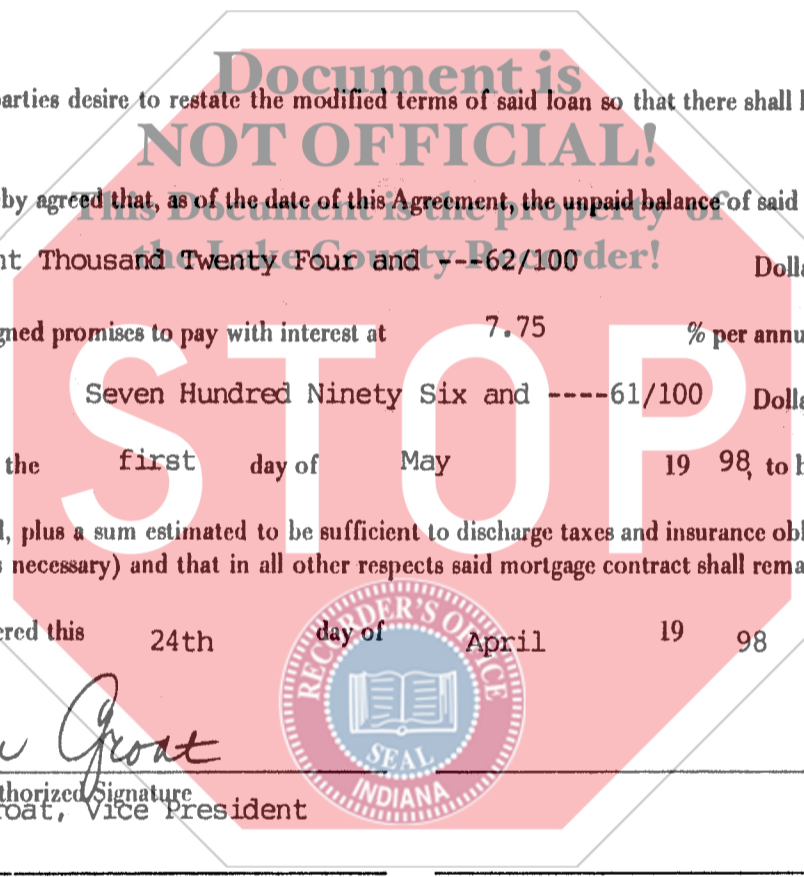 Document is
arties desire to restate the modified terms of said loan so that there shall
NOT OFFICIAL!
by agreed that, as of the date of this Agreement, the unpaid balance of said
This Document is the property of
the Lake County Recorder!
Thousand Twenty Four and ---62/100 Dolla
gned promises to pay with interest at 7.75 % per annu
STOP
Seven Hundred Ninety Six and ----61/100 Dolla
the first day of May 19 98, to
, plus a sum estimated to be sufficient to discharge taxes and insurance obl
necessary) and that in all other respects said mortgage contract shall rema
ered this 24th day of April 19 98
RECORDER'S OFFICE
SEAL
INDIANA
Groat
thorized Signature
oat, Vice President